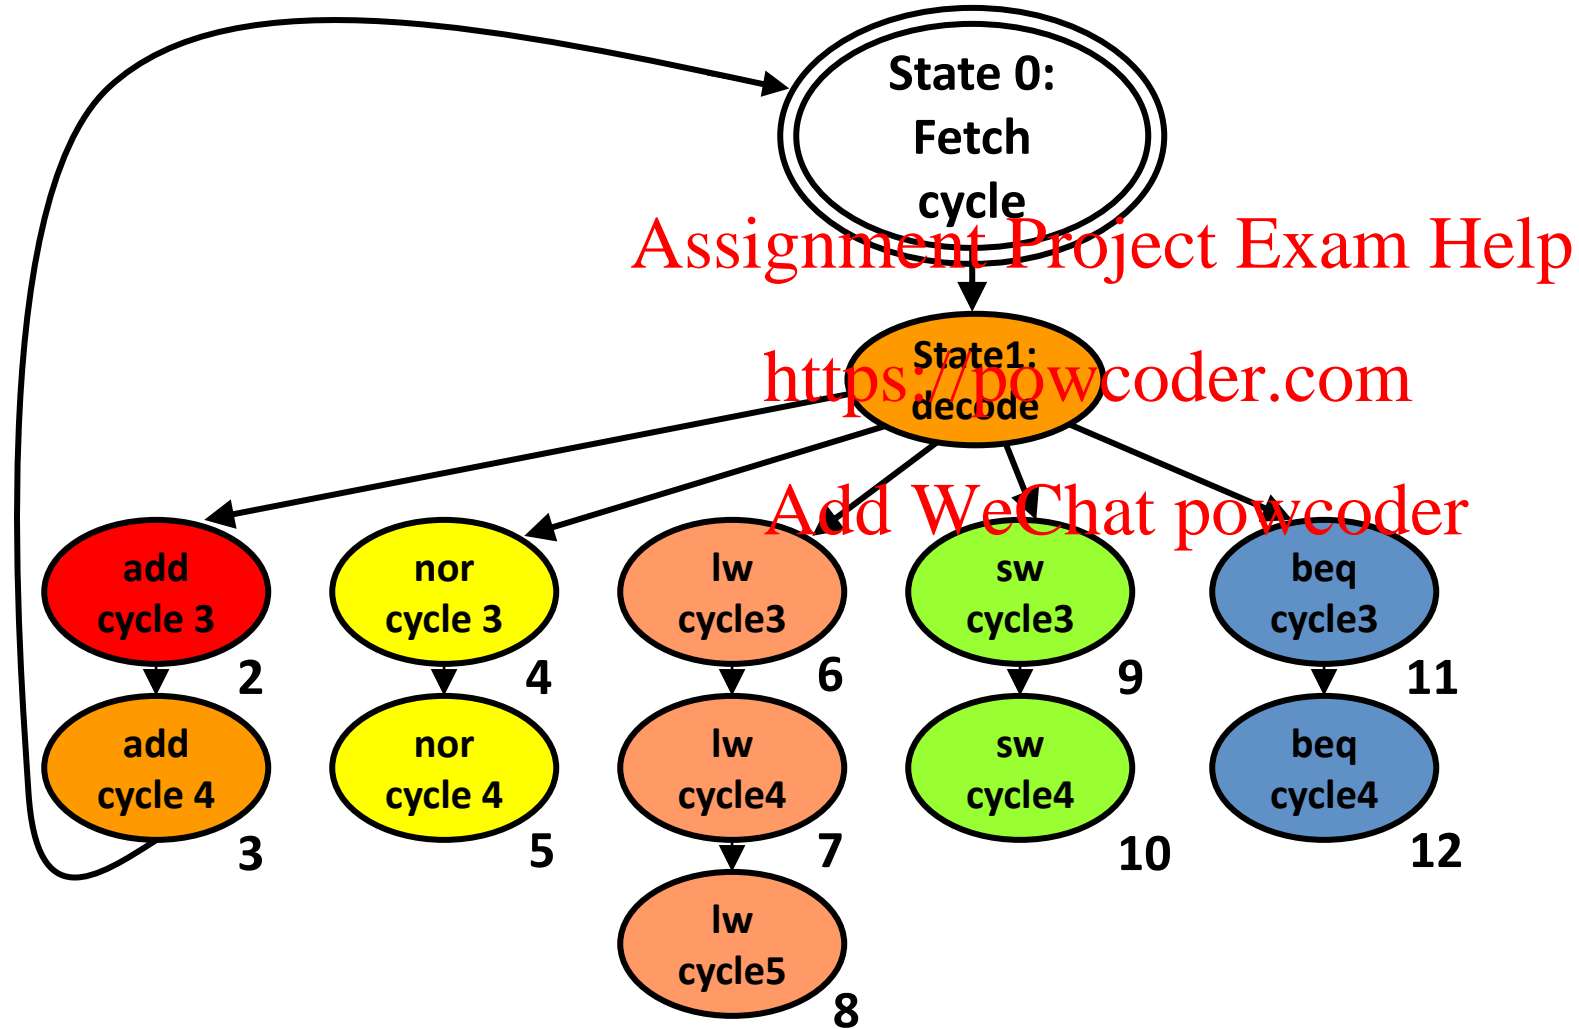 State 0:
Fetch
cycle
Assignment Project Exam Help
State1:
decode
https://powcoder.com
Add WeChat powcoder
add
cycle 3
2
nor
cycle 3
4
lw
cycle3
6
sw
cycle3
9
beq
cycle3
11
add
cycle 4
3
nor
cycle 4
5
lw
cycle4
7
sw
cycle4
10
beq
cycle4
12
lw
cycle5
8